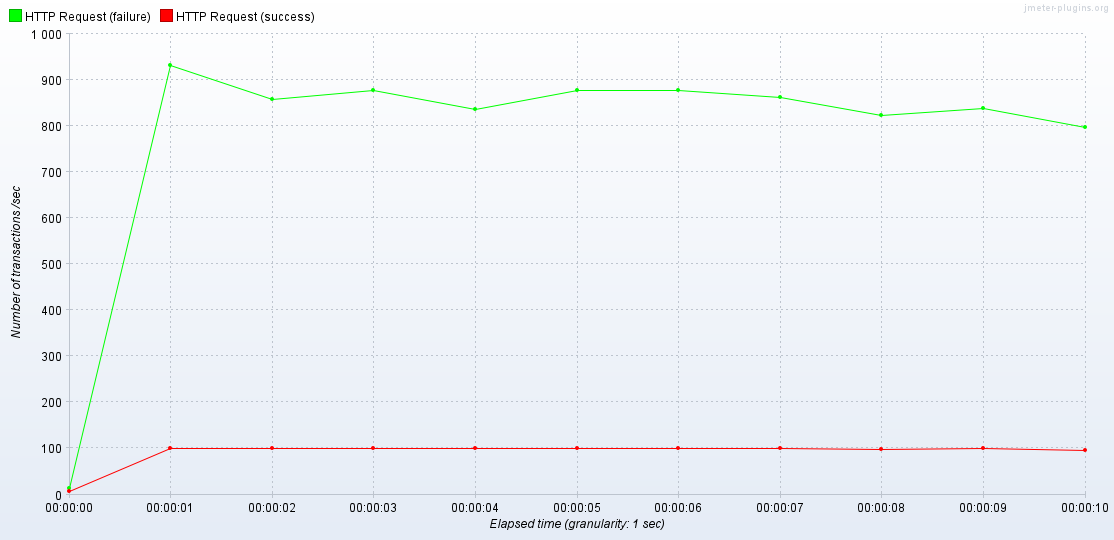 jmeter-plugins.org
HTTP Request (failure) HTTP Request (success)
1 000
900
800
700
600
500
400
300
200
100
0
Number of transactions /sec
00:00:00 00:00:01 00:00:02 00:00:03 00:00:04 00:00:05 00:00:06 00:00:07 00:00:08 00:00:09 00:00:10
Elapsed time (granularity: 1 sec)